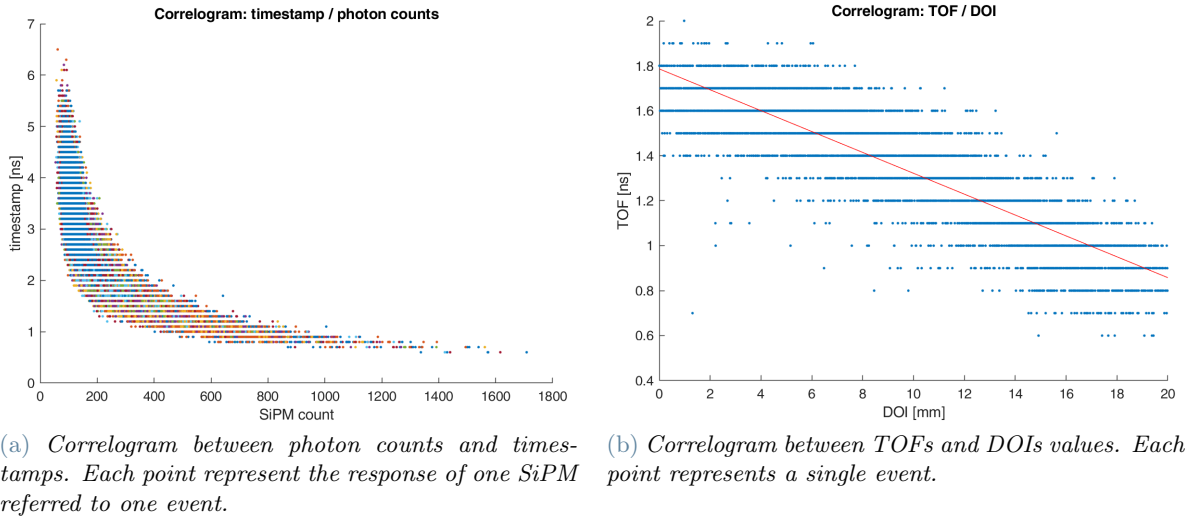 Correlogram: timestamp / photon counts
7
6
5
4
3
2
1
0
timestamp [ns]
0 200 400 600 800 1000 1200 1400 1600 1800
SiPM count
(a) Correlogram between photon counts and times-
tamps. Each point represent the response of one SiPM
referred to one event.
Correlogram: TOF / DOI
2
1.8
1.6
1.4
1.2
1
0.8
0.6
0.4
TOF [ns]
0 2 4 6 8 10 12 14 16 18 20
DOI [mm]
(b) Correlogram between TOFs and DOIs values. Each
point represents a single event.